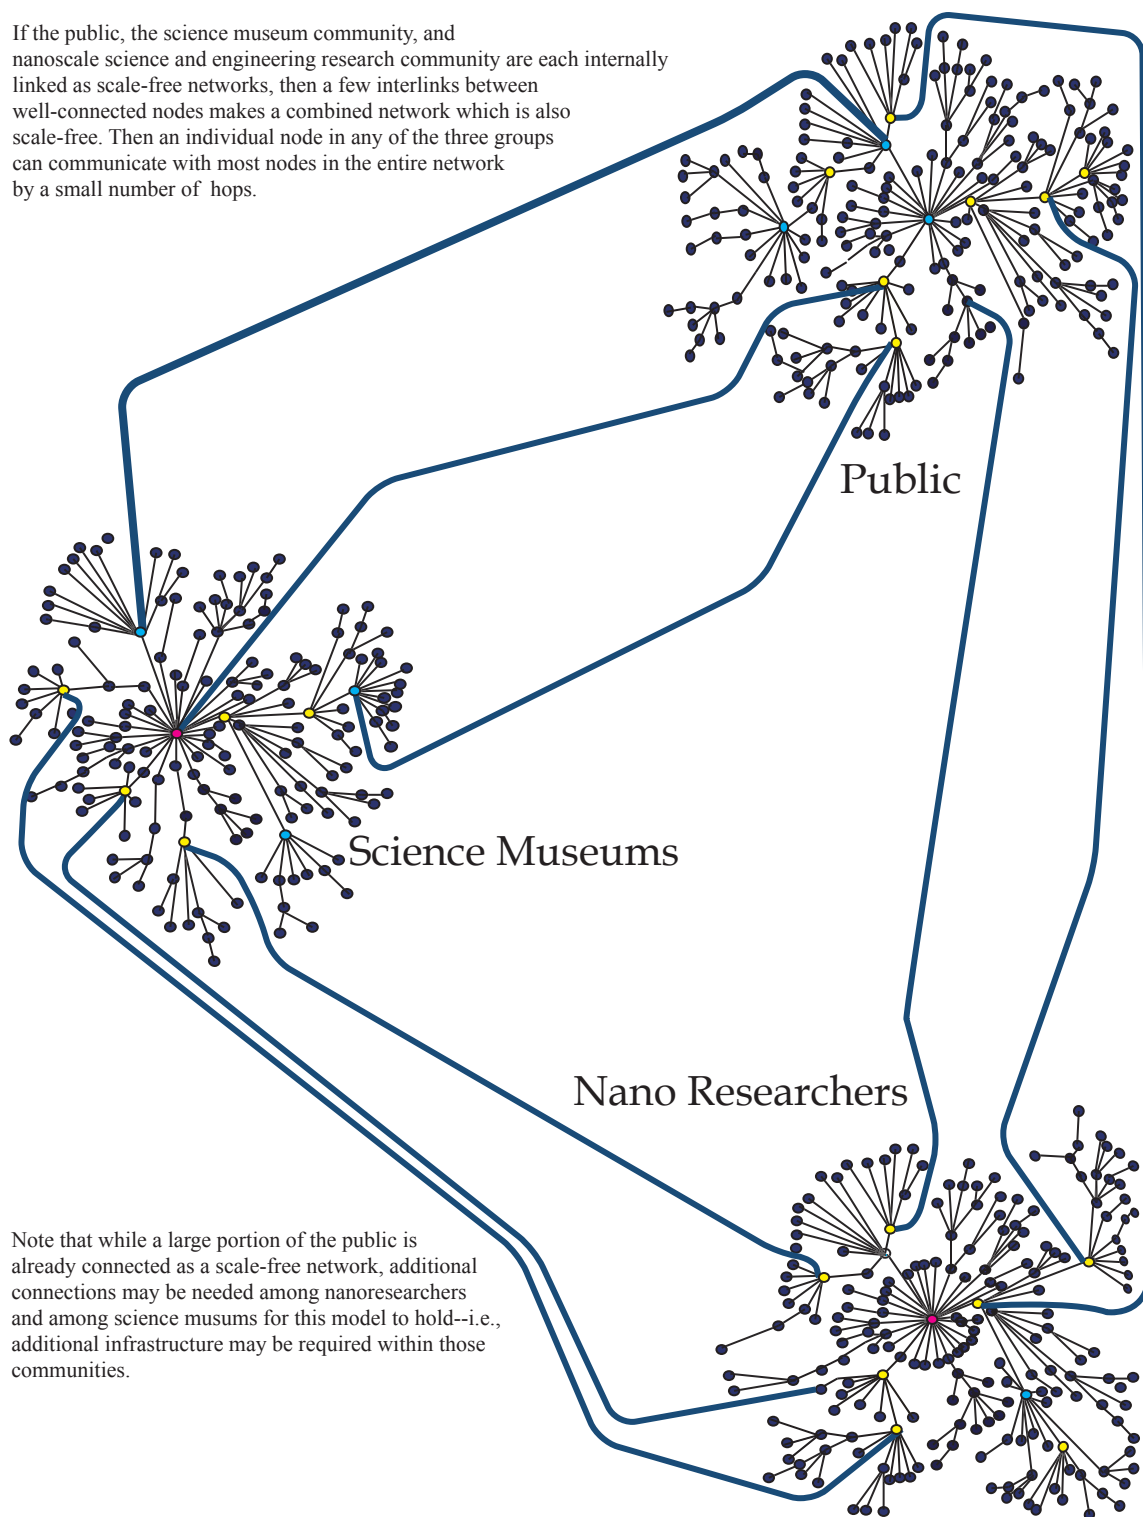 If the public, the science museum community, and
nanoscale science and engineering research community are each internally
linked as scale-free networks, then a few interlinks between
well-connected nodes makes a combined network which is also
scale-free. Then an individual node in any of the three groups
can communicate with most nodes in the entire network
by a small number of hops.
Public
Science Museums
Nano Researchers
Note that while a large portion of the public is
already connected as a scale-free network, additional
connections may be needed among nanoresearchers
and among science musums for this model to hold--i.e.,
additional infrastructure may be required within those
communities.